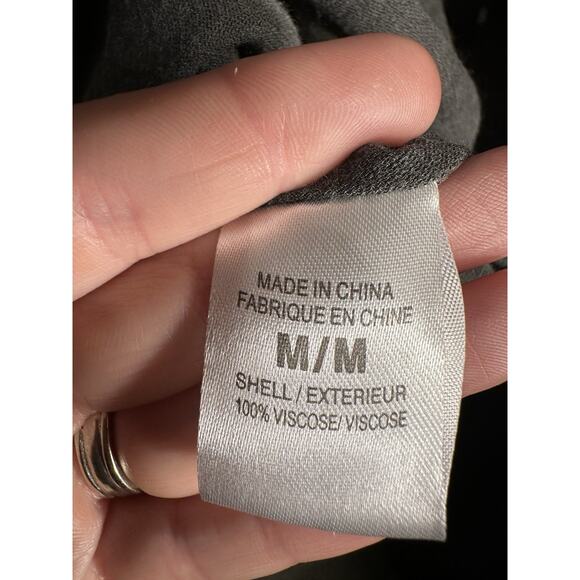 MADE IN CHINA
FABRIQUE EN CHINE
M/M
SHELL/EXTERIEUR
100% VISCOSE/VISCOSE